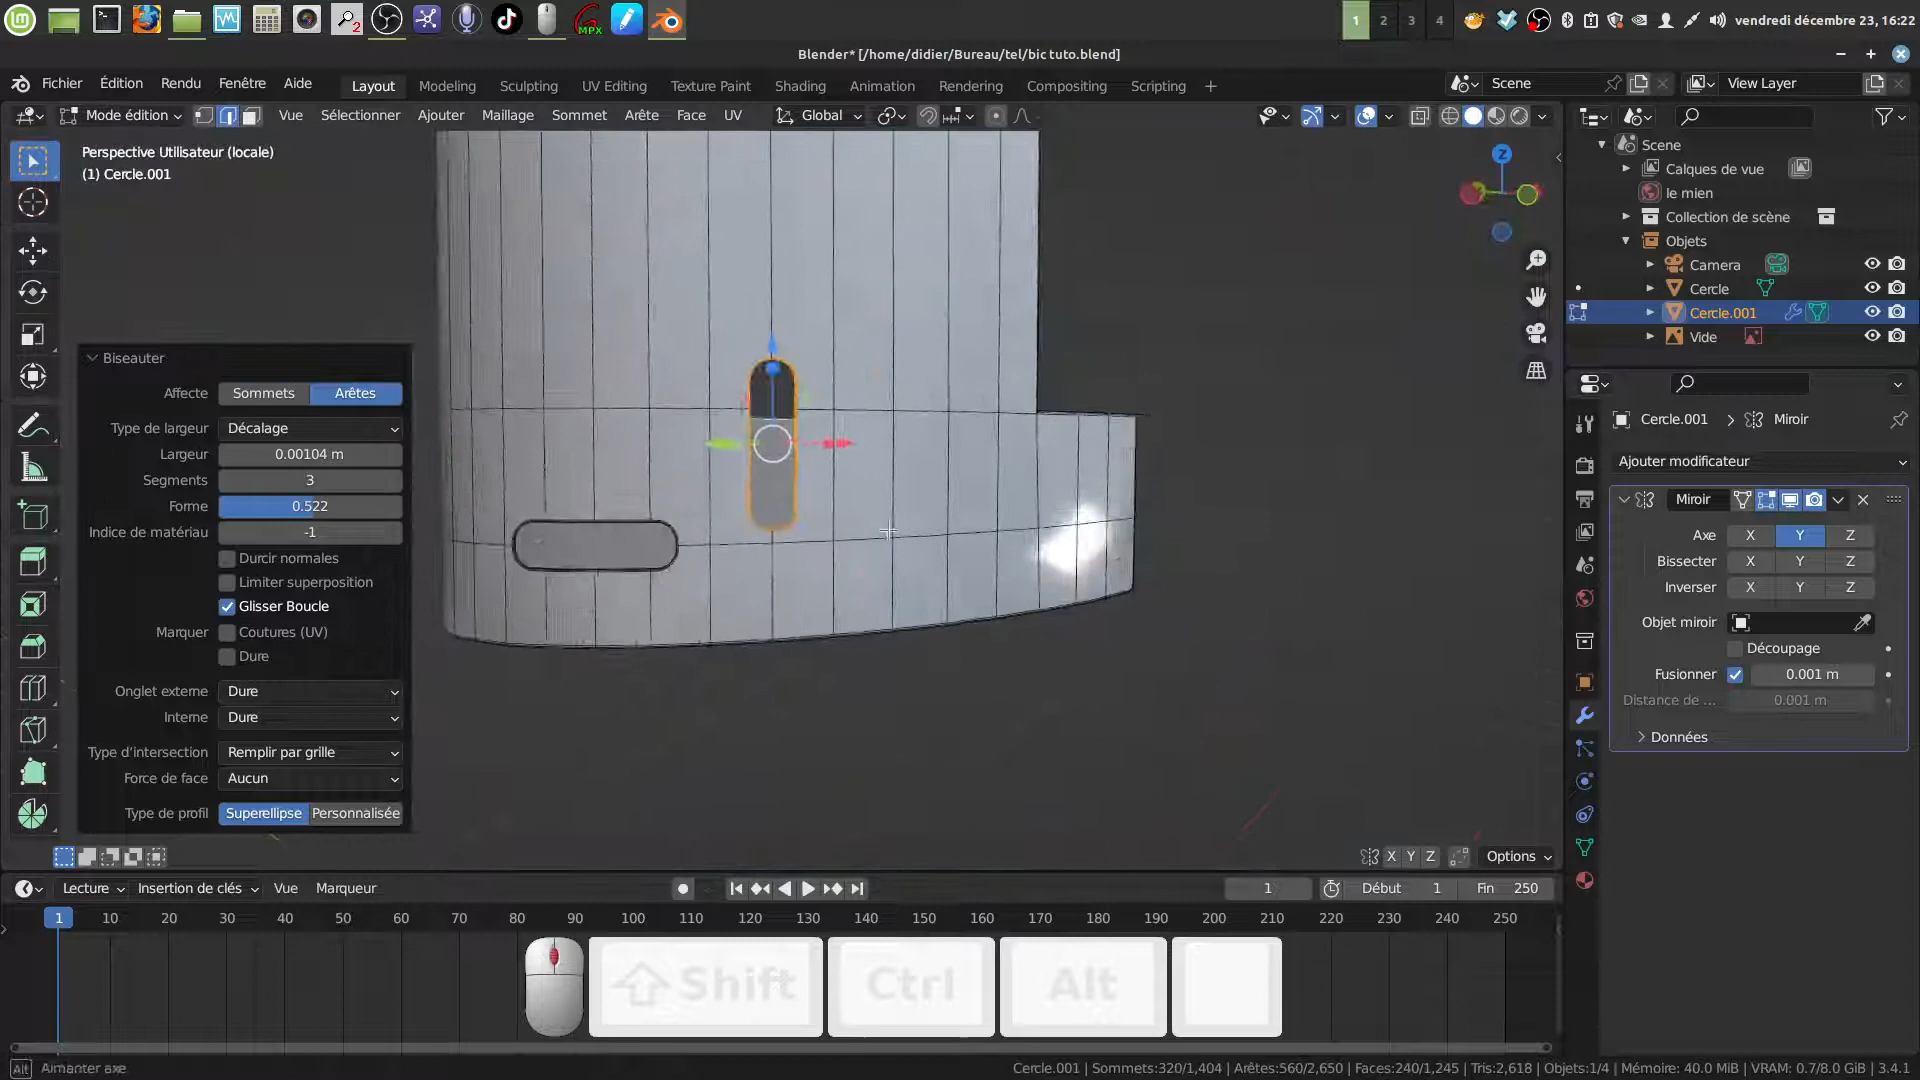 2
MPX
1 2 3 4
vendredi décembre 23, 16:22
Blender* [/home/didier/Bureau/tel/bic tuto.blend]
Fichier Édition Rendu Fenêtre Aide
Layout Modeling Sculpting UV Editing Texture Paint Shading Animation Rendering Compositing Scripting +
Scene
View Layer
Mode édition
Vue Sélectionner Ajouter Maillage Sommet Arête Face UV
Global
Perspective Utilisateur (locale)
(1) Cercle.001
Z
Scene
Calques de vue
le mien
Collection de scène
Objets
Camera
Cercle
Cercle.001
Vide
Biseauter
Affecte Sommets Arêtes
Type de largeur Décalage
Largeur 0.00104 m
Segments 3
Forme 0.522
Indice de matériau -1
Durcir normales
Limiter superposition
Glisser Boucle
Marquer Coutures (UV)
Dure
Onglet externe Dure
Interne Dure
Type d'intersection Remplir par grille
Force de face Aucun
Type de profil Superellipse Personnalisée
Cercle.001 > Miroir
Ajouter modificateur
Miroir
Axe X Y Z
Bissecter X Y Z
Inverser X Y Z
Objet miroir
Découpage
Fusionner 0.001 m
Distance de ... 0.001 m
Données
X Y Z
Options
Lecture Insertion de clés Vue Marqueur
1
Début 1
Fin 250
1 10 20 30 40 50 60 70 80 90 100 110 120 130 140 150 160 170 180 190 200 210 220 230 240 250
Shift Ctrl Alt
Alt Aimanter axe
Cercle.001 | Sommets:320/1,404 | Arêtes:560/2,650 | Faces:240/1,245 | Tris:2,618 | Objets:1/4 | Mémoire: 40.0 MiB | VRAM: 0.7/8.0 GiB | 3.4.1